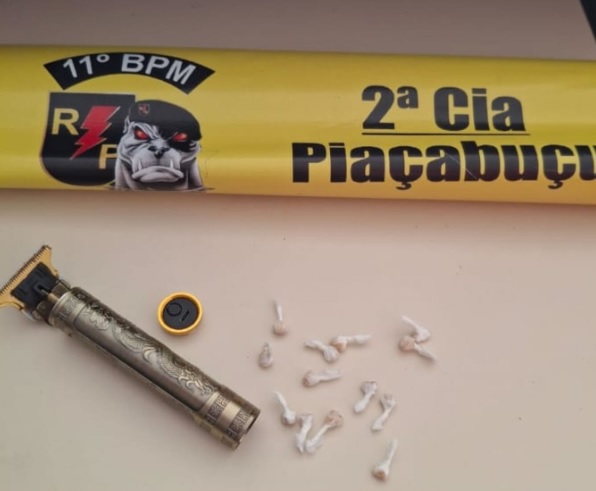 11º BPM
R
P
2ª Cia
Piaçabuçu